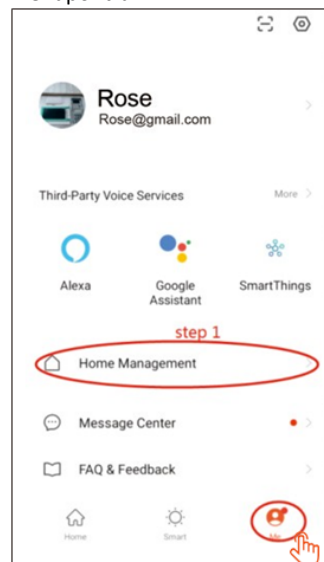 Rose
Rose@gmail.com
Third-Party Voice Services
More
Alexa
Google
Assistant
SmartThings
step 1
Home Management
Message Center
FAQ & Feedback
Home
Smart
Me